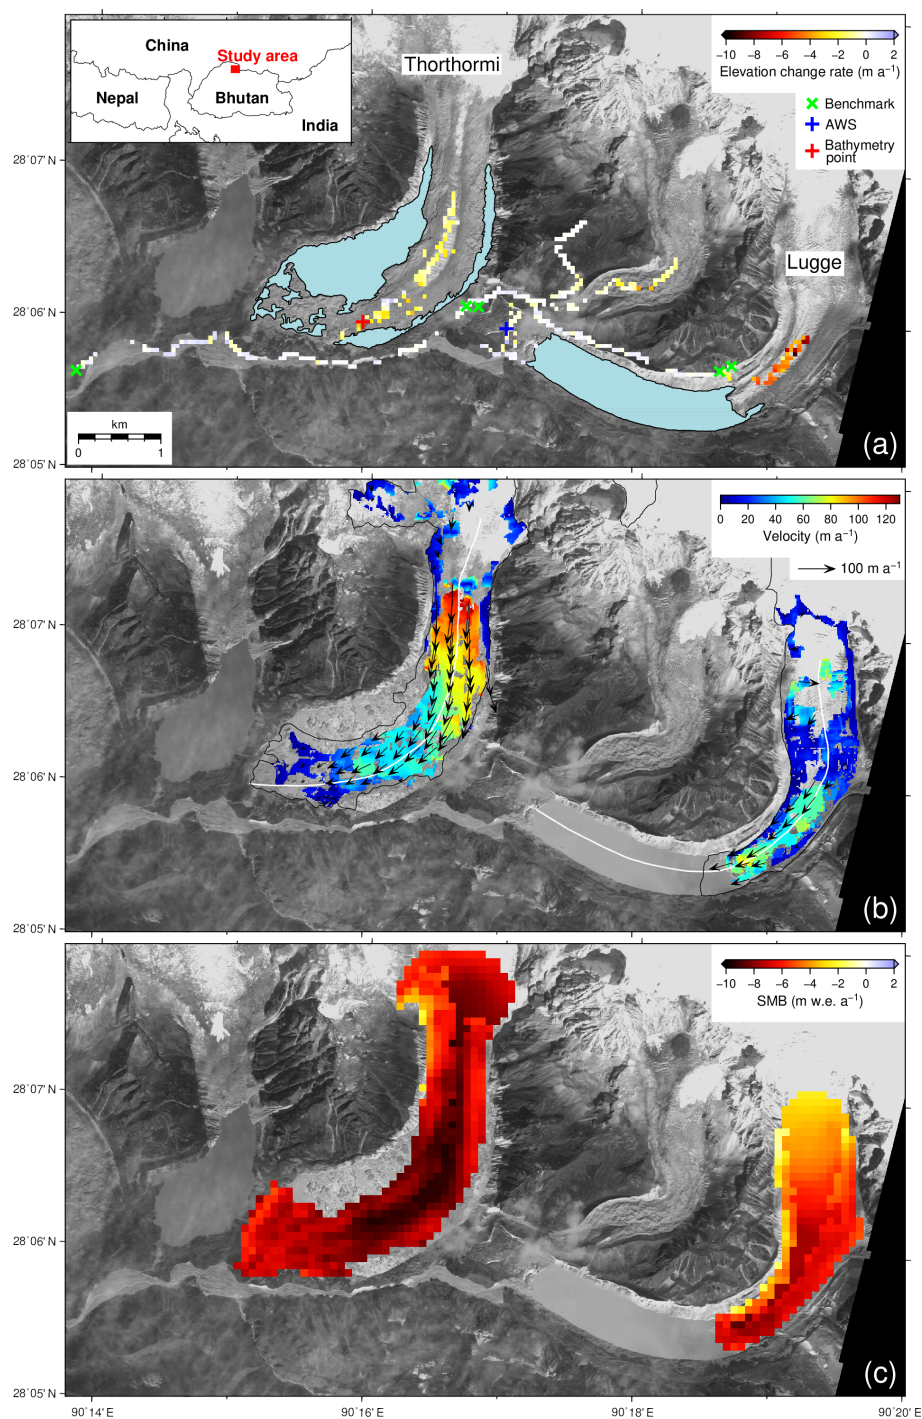 China
Study area
Nepal
Bhutan
India
Thorthormi
−10 −8 −6 −4 −2 0 2
Elevation change rate (m a⁻¹)
Benchmark
AWS
Bathymetry
point
Lugge
28˚07' N
28˚06' N
28˚05' N
km
0 1
(a)
0 20 40 60 80 100 120
Velocity (m a⁻¹)
100 m a⁻¹
28˚07' N
28˚06' N
28˚05' N
(b)
−10 −8 −6 −4 −2 0 2
SMB (m w.e. a⁻¹)
28˚07' N
28˚06' N
28˚05' N
(c)
90˚14' E 90˚16' E 90˚18' E 90˚20' E